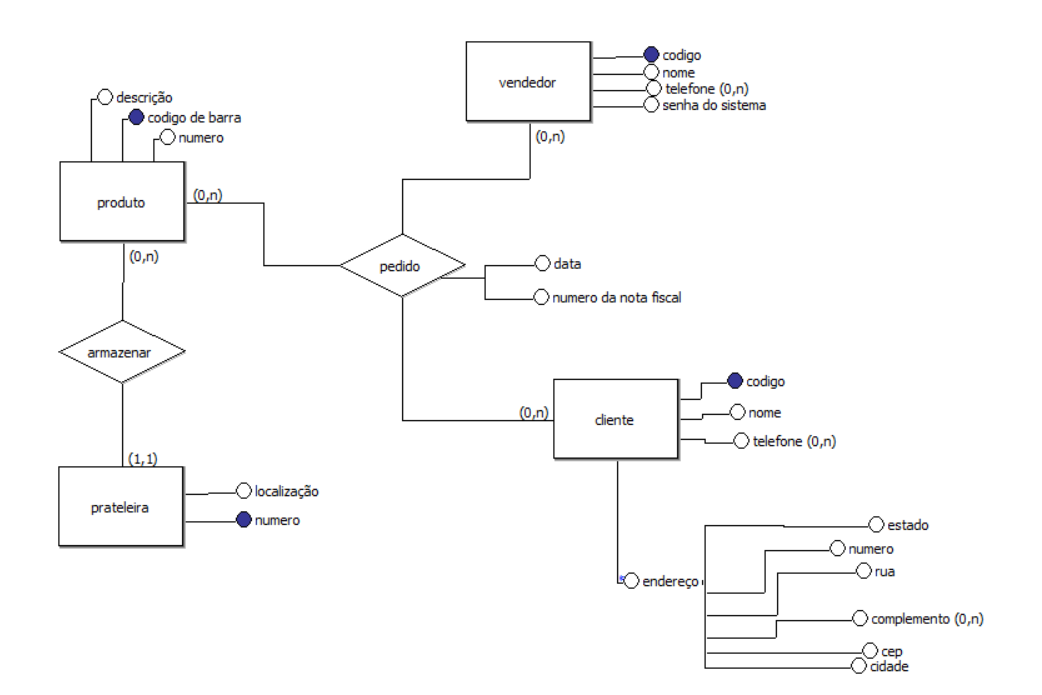 vendedor
codigo
nome
telefone (0,n)
senha do sistema
(0,n)
descrição
codigo de barra
numero
produto
(0,n)
(0,n)
pedido
data
numero da nota fiscal
armazenar
(1,1)
prateleira
localização
numero
(0,n)
cliente
codigo
nome
telefone (0,n)
endereço
estado
numero
rua
complemento (0,n)
cep
cidade